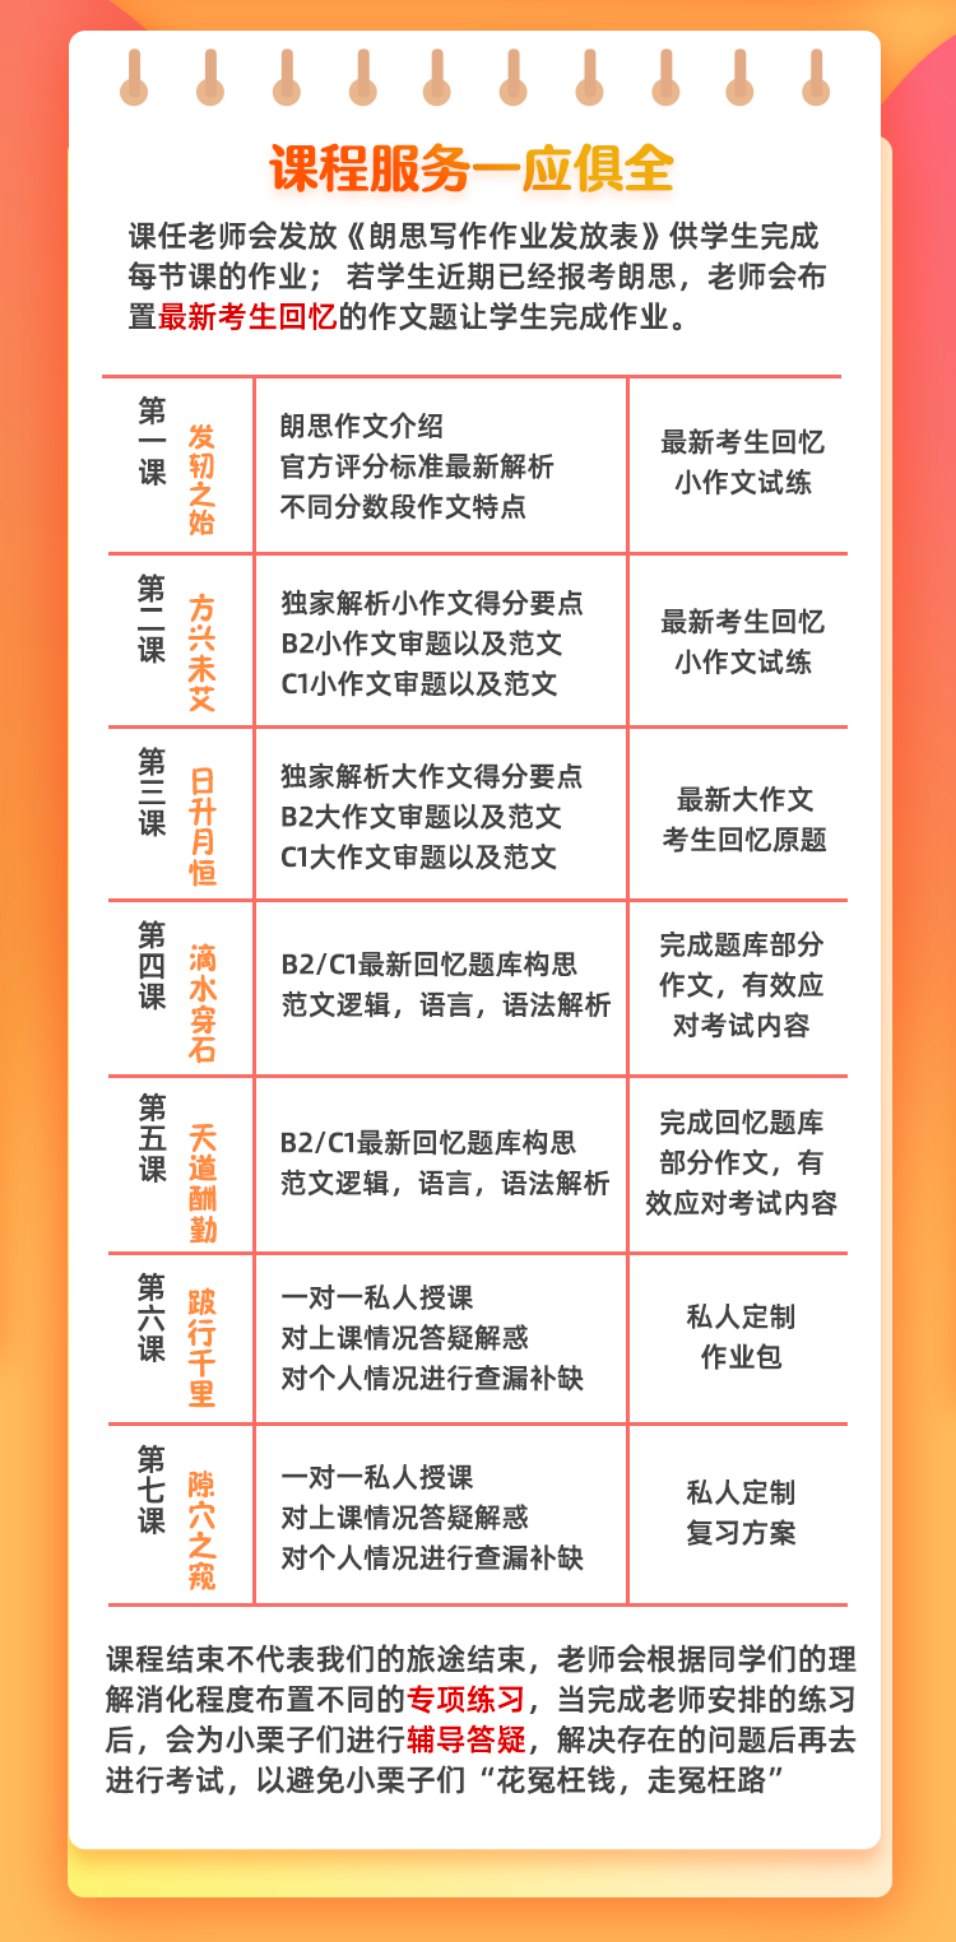 课程服务一应俱全
课任老师会发放《朗思写作作业发放表》供学生完成
每节课的作业； 若学生近期已经报考朗思，老师会布
置最新考生回忆的作文题让学生完成作业。
第一课
发轫之始
朗思作文介绍
官方评分标准最新解析
不同分数段作文特点
最新考生回忆
小作文试练
第二课
方兴未艾
独家解析小作文得分要点
B2小作文审题以及范文
C1小作文审题以及范文
最新考生回忆
小作文试练
第三课
日升月恒
独家解析大作文得分要点
B2大作文审题以及范文
C1大作文审题以及范文
最新大作文
考生回忆原题
第四课
滴水穿石
B2/C1最新回忆题库构思
范文逻辑，语言，语法解析
完成题库部分
作文，有效应
对考试内容
第五课
天道酬勤
B2/C1最新回忆题库构思
范文逻辑，语言，语法解析
完成回忆题库
部分作文，有
效应对考试内容
第六课
跛行千里
一对一私人授课
对上课情况答疑解惑
对个人情况进行查漏补缺
私人定制
作业包
第七课
隙穴之窥
一对一私人授课
对上课情况答疑解惑
对个人情况进行查漏补缺
私人定制
复习方案
课程结束不代表我们的旅途结束，老师会根据同学们的理
解消化程度布置不同的专项练习，当完成老师安排的练习
后，会为小栗子们进行辅导答疑，解决存在的问题后再去
进行考试，以避免小栗子们“花冤枉钱，走冤枉路”